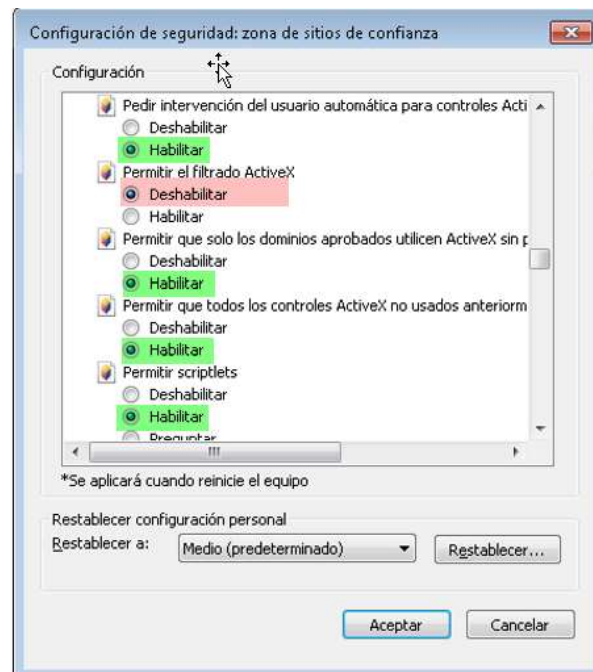 Configuración de seguridad: zona de sitios de confianza
Configuración
Pedir intervención del usuario automática para controles Acti
Deshabilitar
Habilitar
Permitir el filtrado ActiveX
Deshabilitar
Habilitar
Permitir que solo los dominios aprobados utilicen ActiveX sin p
Deshabilitar
Habilitar
Permitir que todos los controles ActiveX no usados anteriorm
Deshabilitar
Habilitar
Permitir scriptlets
Deshabilitar
Habilitar
Preguntar
*Se aplicará cuando reinicie el equipo
Restablecer configuración personal
Restablecer a: Medio (predeterminado) Restablecer...
Aceptar Cancelar